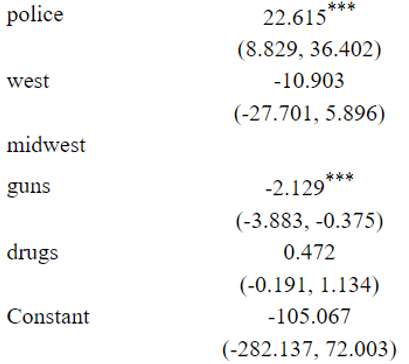 police 22.615***
(8.829, 36.402)
west -10.903
(-27.701, 5.896)
midwest
guns -2.129***
(-3.883, -0.375)
drugs 0.472
(-0.191, 1.134)
Constant -105.067
(-282.137, 72.003)